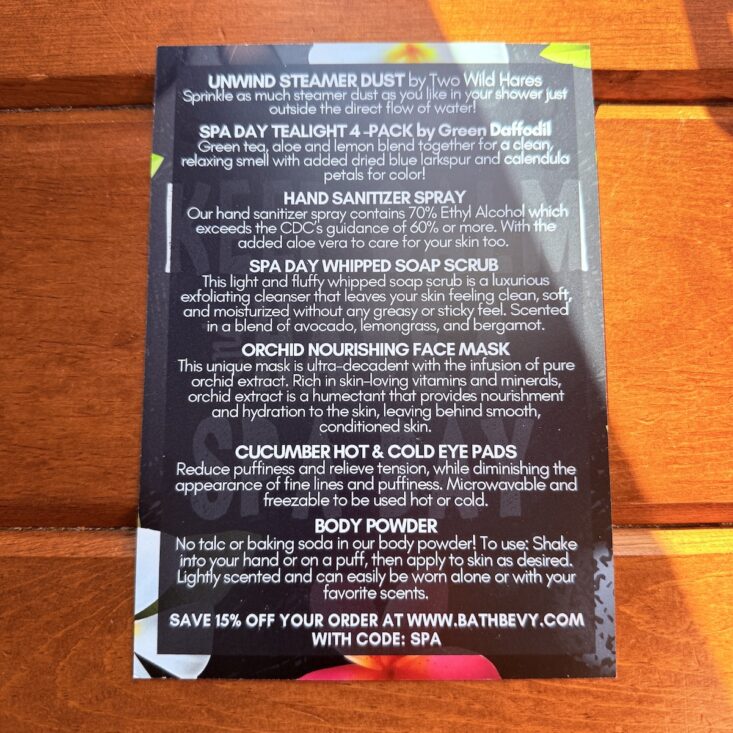 UNWIND STEAMER DUST by Two Wild Hares
Sprinkle as much steamer dust as you like in your shower just
outside the direct flow of water!
SPA DAY TEALIGHT 4 -PACK by Green Daffodil
Green tea, aloe and lemon blend together for a clean,
relaxing smell with added dried blue larkspur and calendula
petals for color!
HAND SANITIZER SPRAY
Our hand sanitizer spray contains 70% Ethyl Alcohol which
exceeds the CDC's guidance of 60% or more. With the
added aloe vera to care for your skin too.
SPA DAY WHIPPED SOAP SCRUB
This light and fluffy whipped soap scrub is a luxurious
exfoliating cleanser that leaves your skin feeling clean, soft,
and moisturized without any greasy or sticky feel. Scented
in a blend of avocado, lemongrass, and bergamot.
ORCHID NOURISHING FACE MASK
This unique mask is ultra-decadent with the infusion of pure
orchid extract. Rich in skin-loving vitamins and minerals,
orchid extract is a humectant that provides nourishment
and hydration to the skin, leaving behind smooth,
conditioned skin.
CUCUMBER HOT & COLD EYE PADS
Reduce puffiness and relieve tension, while diminishing the
appearance of fine lines and puffiness. Microwavable and
freezable to be used hot or cold.
BODY POWDER
No talc or baking soda in our body powder! To use: Shake
into your hand or on a puff, then apply to skin as desired.
Lightly scented and can easily be worn alone or with your
favorite scents.
SAVE 15% OFF YOUR ORDER AT WWW.BATHBEVY.COM
WITH CODE: SPA